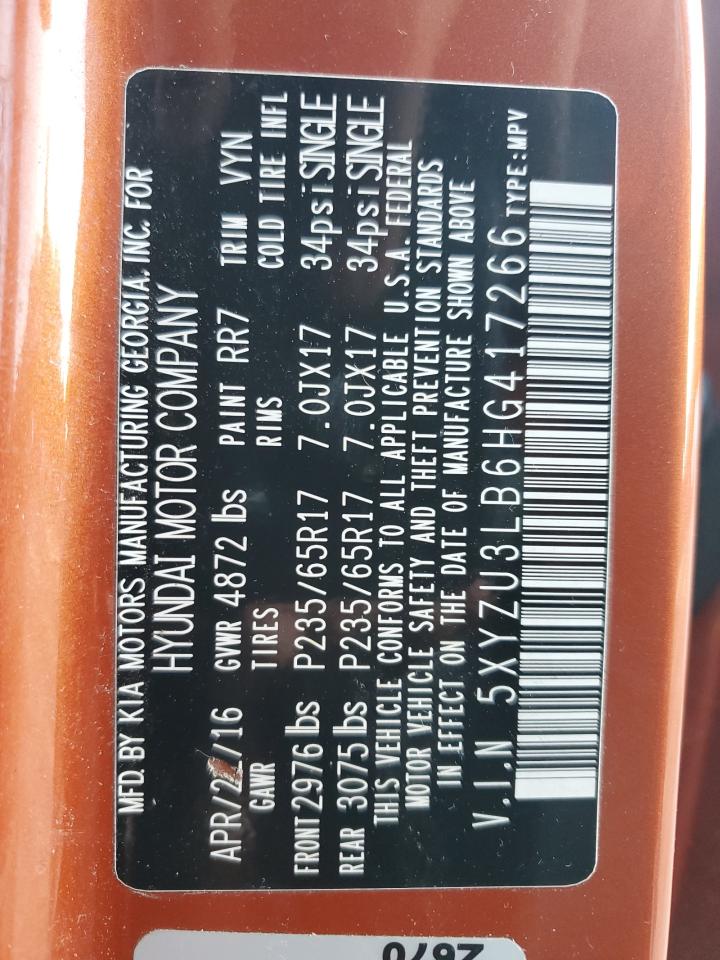 MFD. BY KIA MOTORS MANUFACTURING GEORGIA, INC. FOR
HYUNDAI MOTOR COMPANY
APR/22/16 GVWR 4872 lbs PAINT RR7 TRIM VYN
GAWR TIRES RIMS COLD TIRE INFL
FRONT 2976 lbs P235/65R17 7.0JX17 34psi SINGLE
REAR 3075 lbs P235/65R17 7.0JX17 34psi SINGLE
THIS VEHICLE CONFORMS TO ALL APPLICABLE U.S.A. FEDERAL
MOTOR VEHICLE SAFETY AND THEFT PREVENTION STANDARDS
IN EFFECT ON THE DATE OF MANUFACTURE SHOWN ABOVE
V.I.N 5XYZU3LB6HG417266 TYPE:MPV